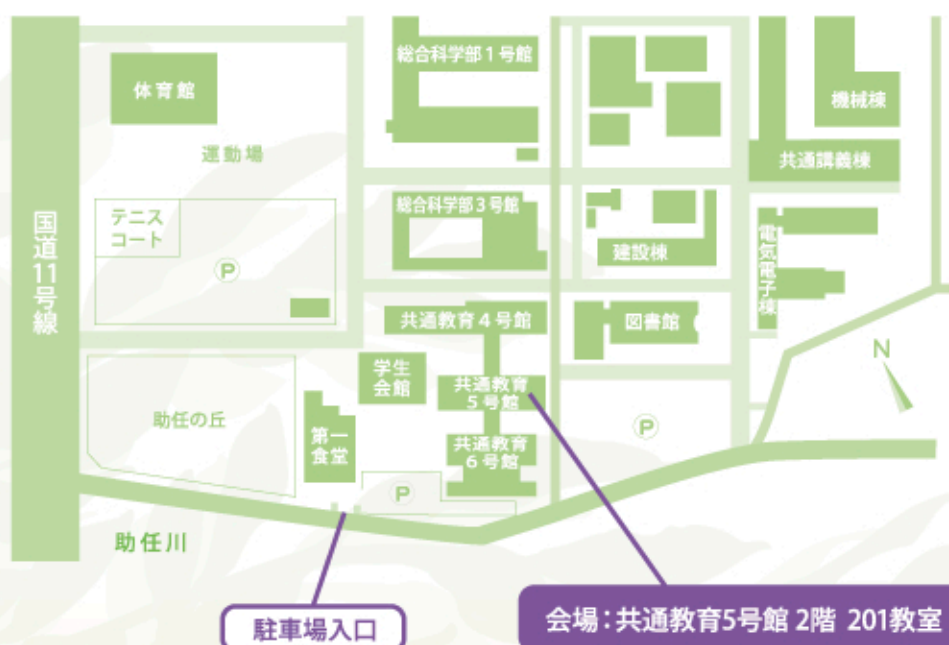 総合科学部1号館
体育館
機械棟
運動場
共通講義棟
総合科学部3号館
テニス
コート
国道11号線
電気電子棟
建設棟
P
共通教育4号館
図書館
N
学生
会館
共通教育
5号館
助任の丘
第一
食堂
P
共通教育
6号館
P
助任川
駐車場入口
会場:共通教育5号館 2階 201教室